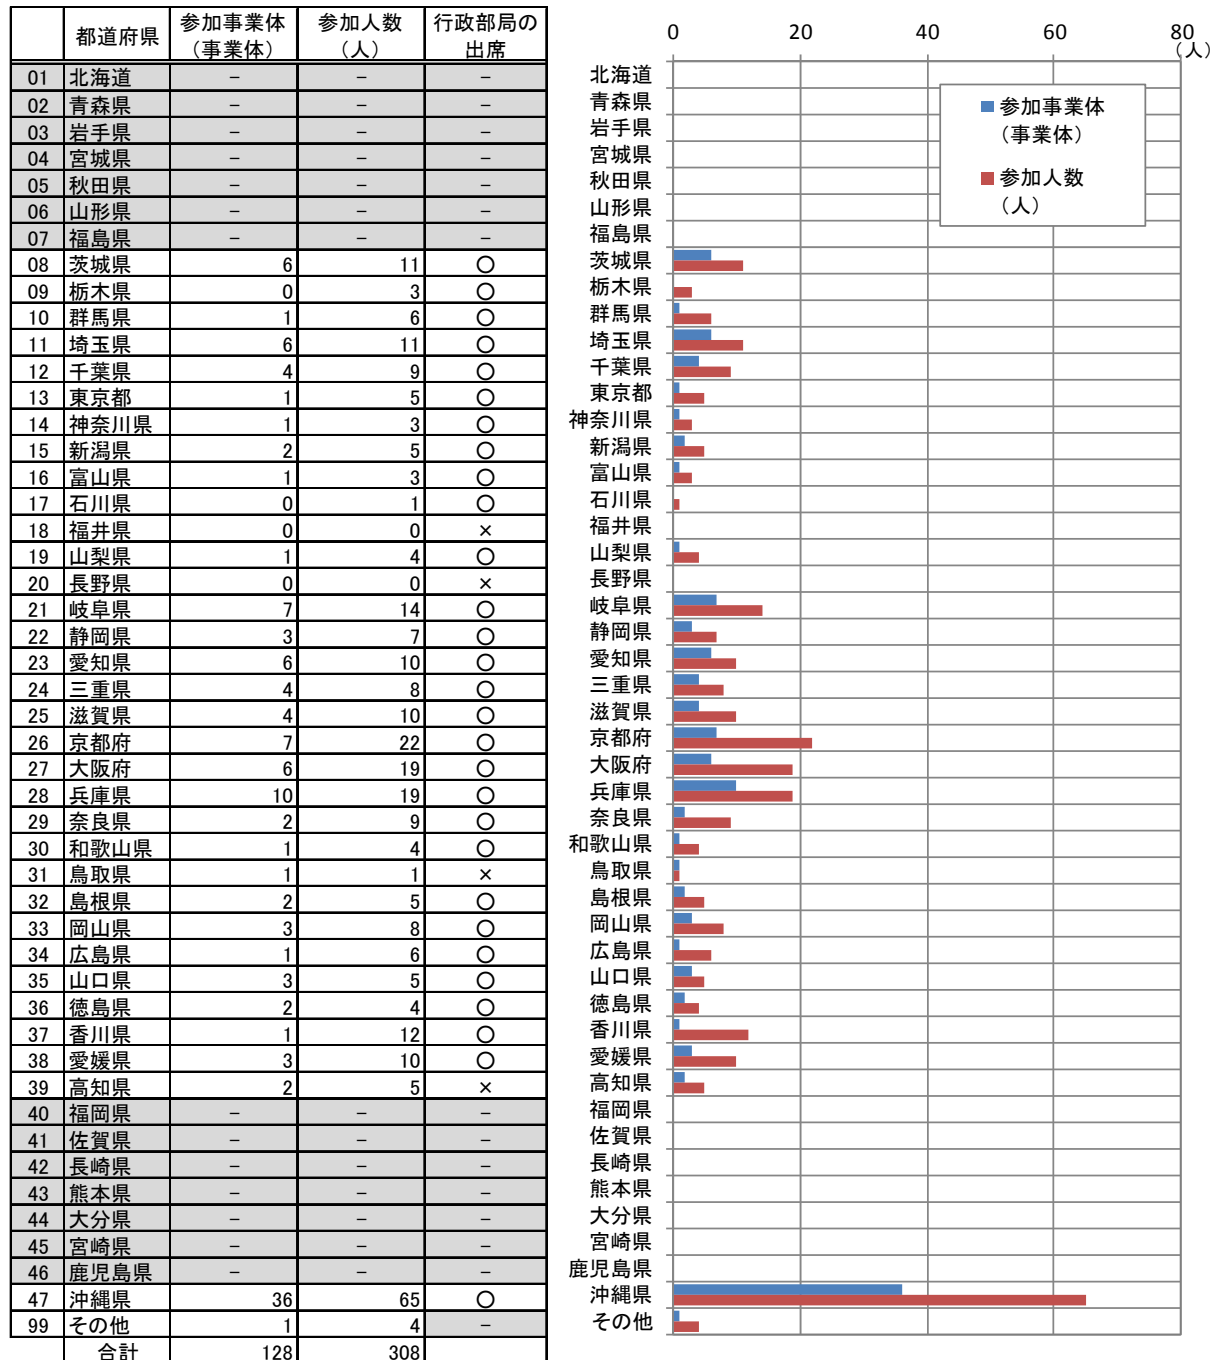 都道府県 参加事業体（事業体） 参加人数（人） 行政部局の出席
01 北海道 － － －
02 青森県 － － －
03 岩手県 － － －
04 宮城県 － － －
05 秋田県 － － －
06 山形県 － － －
07 福島県 － － －
08 茨城県 6 11 ○
09 栃木県 0 3 ○
10 群馬県 1 6 ○
11 埼玉県 6 11 ○
12 千葉県 4 9 ○
13 東京都 1 5 ○
14 神奈川県 1 3 ○
15 新潟県 2 5 ○
16 富山県 1 3 ○
17 石川県 0 1 ○
18 福井県 0 0 ×
19 山梨県 1 4 ○
20 長野県 0 0 ×
21 岐阜県 7 14 ○
22 静岡県 3 7 ○
23 愛知県 6 10 ○
24 三重県 4 8 ○
25 滋賀県 4 10 ○
26 京都府 7 22 ○
27 大阪府 6 19 ○
28 兵庫県 10 19 ○
29 奈良県 2 9 ○
30 和歌山県 1 4 ○
31 鳥取県 1 1 ×
32 島根県 2 5 ○
33 岡山県 3 8 ○
34 広島県 1 6 ○
35 山口県 3 5 ○
36 徳島県 2 4 ○
37 香川県 1 12 ○
38 愛媛県 3 10 ○
39 高知県 2 5 ×
40 福岡県 － － －
41 佐賀県 － － －
42 長崎県 － － －
43 熊本県 － － －
44 大分県 － － －
45 宮崎県 － － －
46 鹿児島県 － － －
47 沖縄県 36 65 ○
99 その他 1 4 －
合計 128 308
0 20 40 60 80
（人）
北海道
青森県
岩手県
宮城県
秋田県
山形県
福島県
茨城県
栃木県
群馬県
埼玉県
千葉県
東京都
神奈川県
新潟県
富山県
石川県
福井県
山梨県
長野県
岐阜県
静岡県
愛知県
三重県
滋賀県
京都府
大阪府
兵庫県
奈良県
和歌山県
鳥取県
島根県
岡山県
広島県
山口県
徳島県
香川県
愛媛県
高知県
福岡県
佐賀県
長崎県
熊本県
大分県
宮崎県
鹿児島県
沖縄県
その他
参加事業体
（事業体）
参加人数
（人）